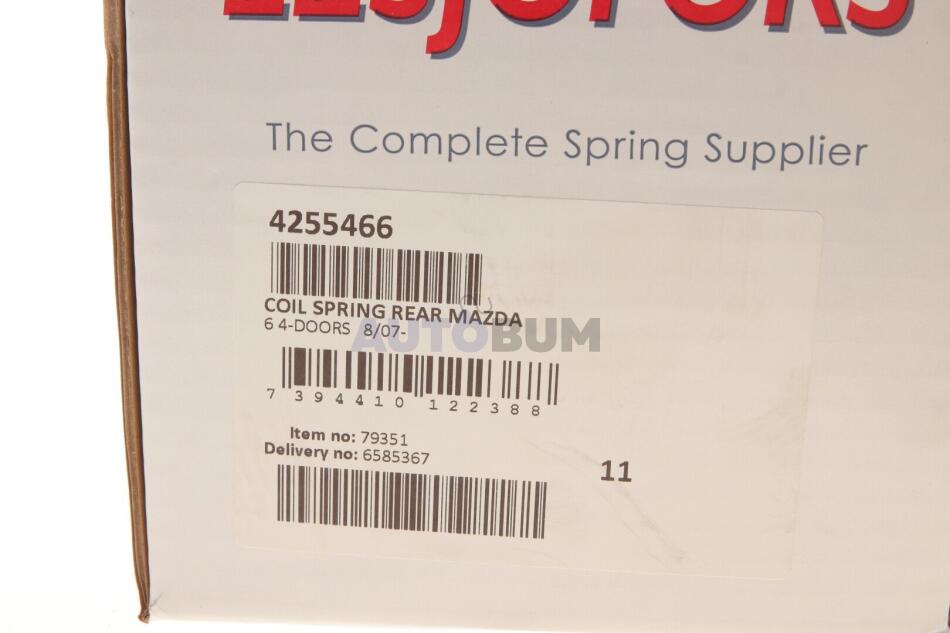 LESJÖFORS
The Complete Spring Supplier
4255466
COIL SPRING REAR MAZDA
6 4-DOORS 8/07-
AUTOBUM
7 394410 122388
Item no: 79351
Delivery no: 6585367
11